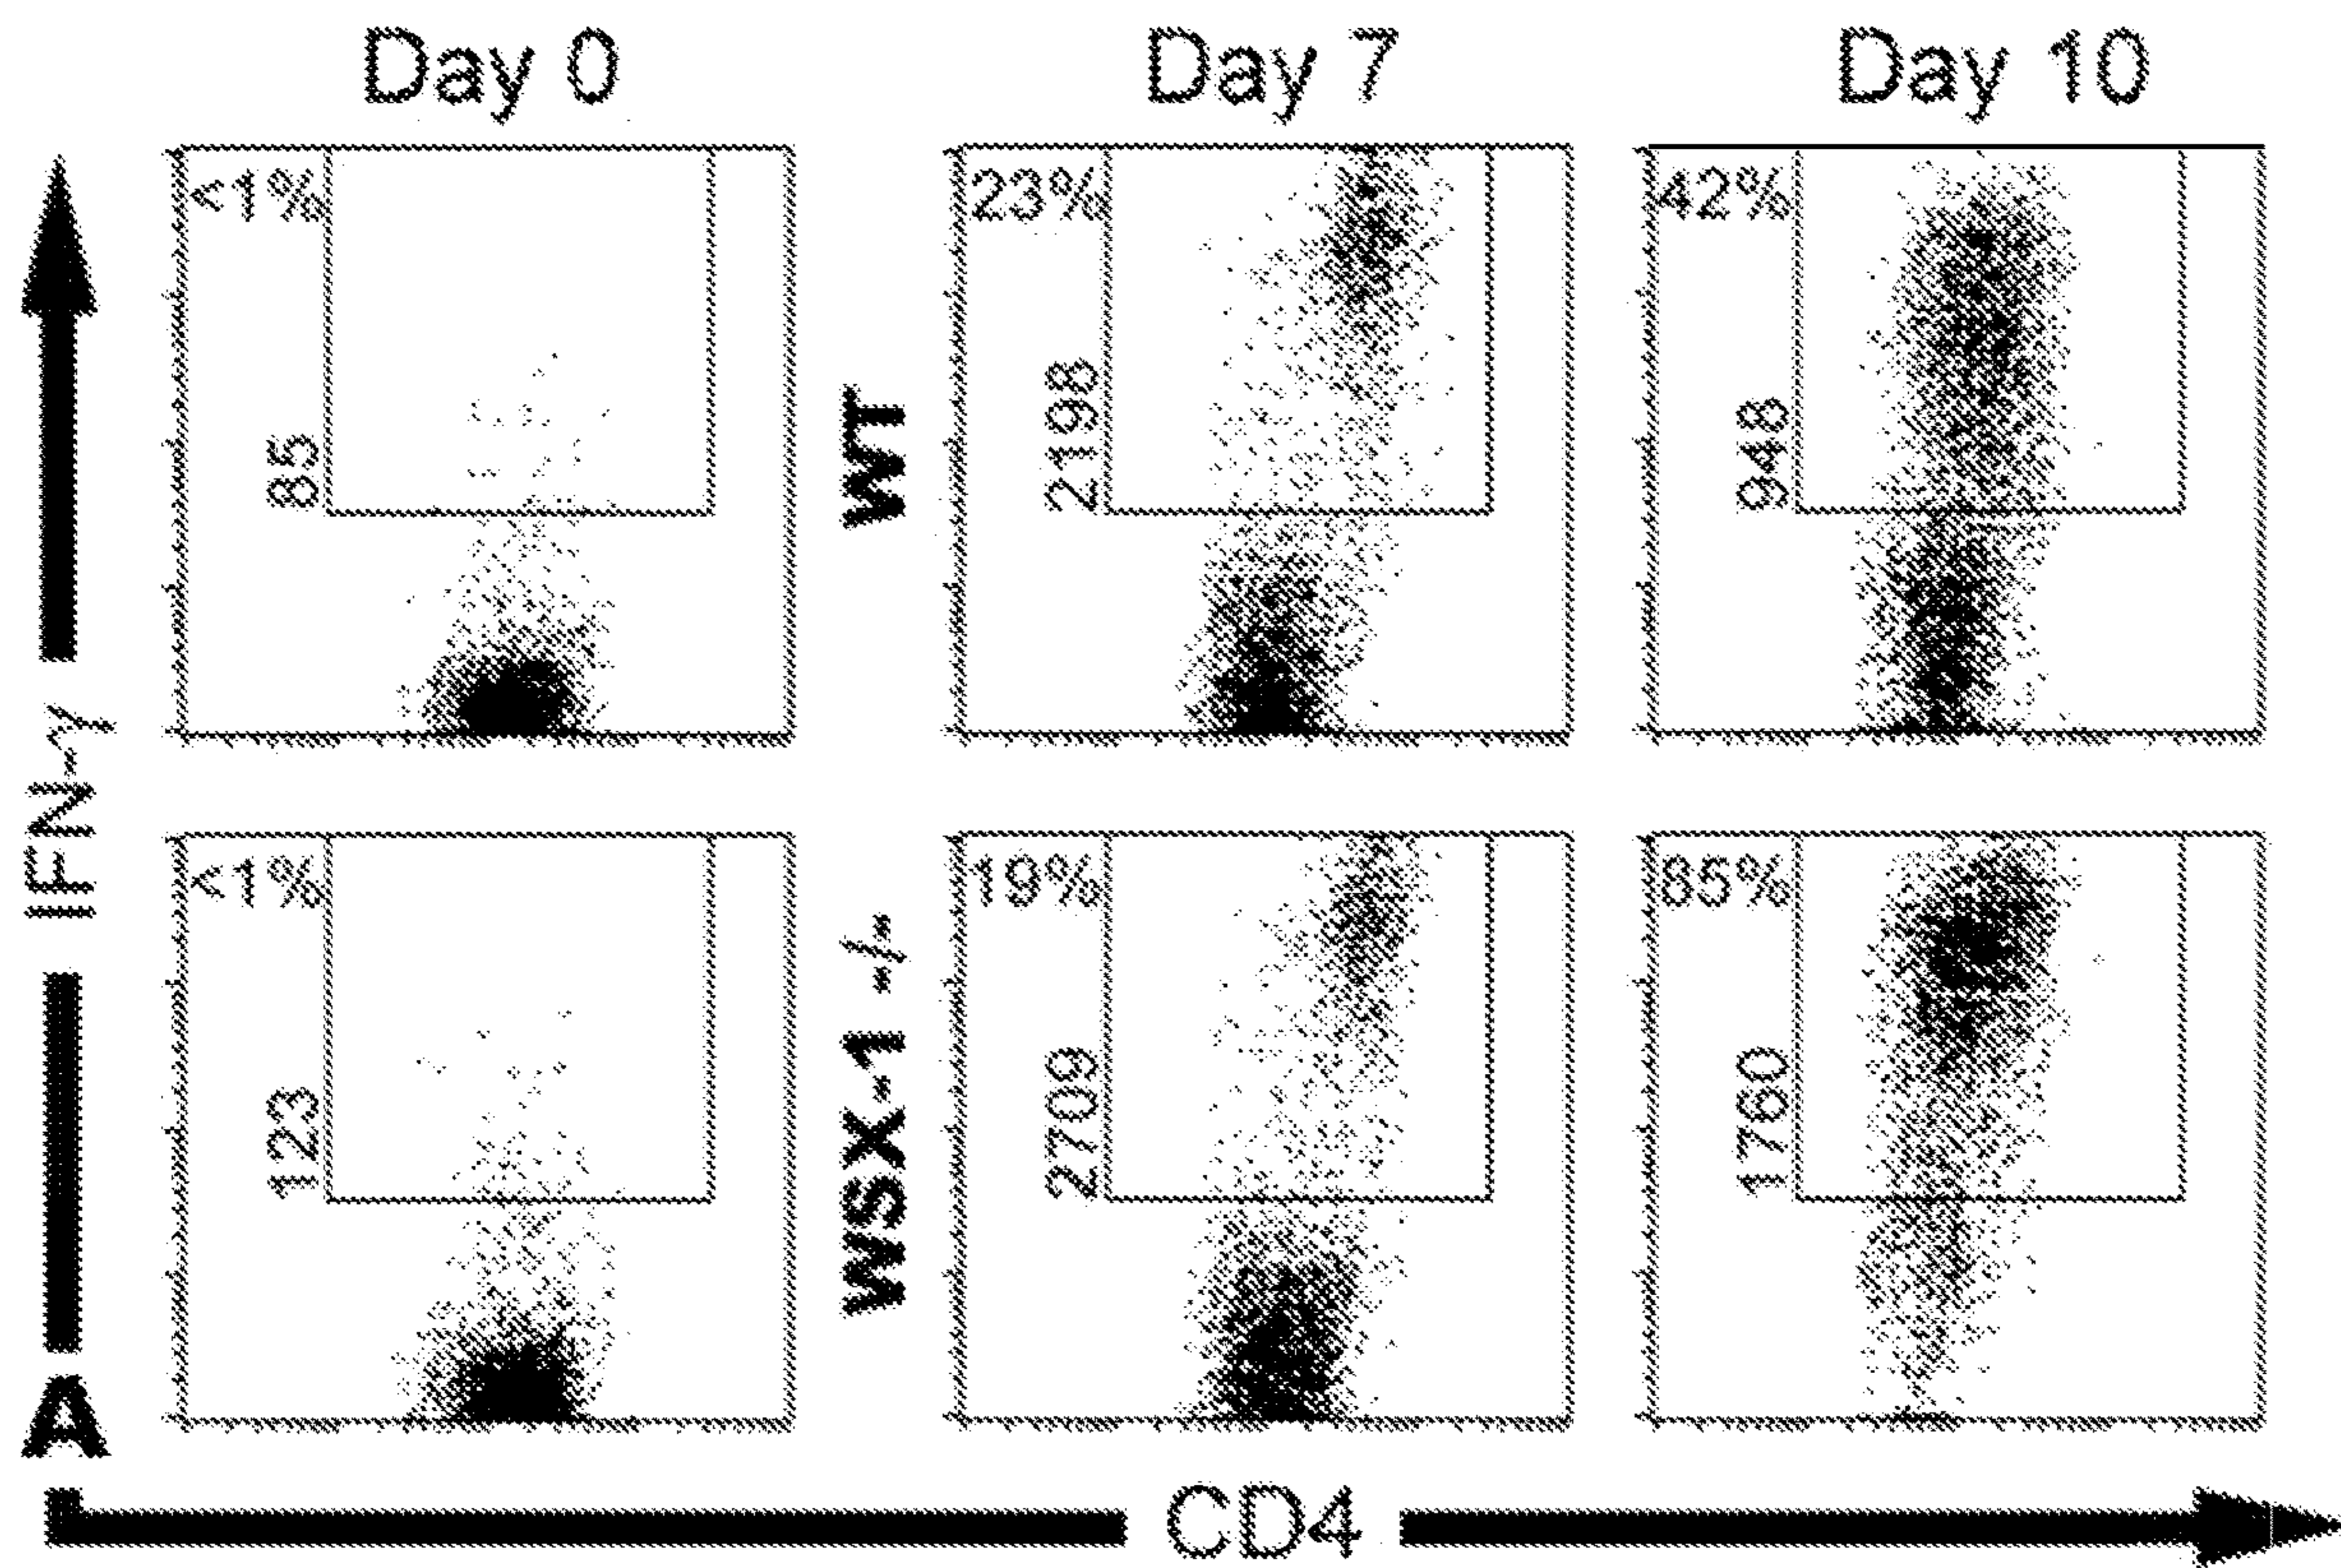 Day 0
Day 7
Day 10
<1%
85
WT
23%
2198
42%
948
IFN-γ
<1%
123
WSX-1 -/-
19%
2709
85%
1760
A
CD4